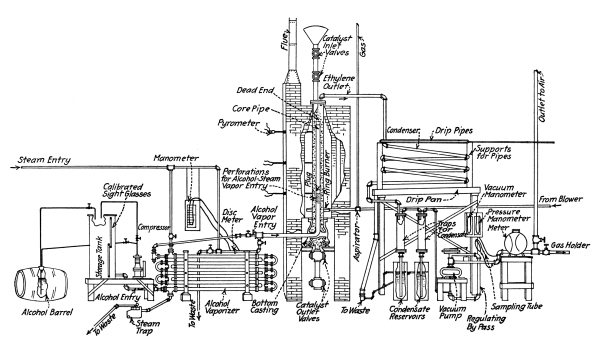 Flue
Catalyst
Inlet
Valves
Gas
Dead End
Ethylene
Outlet
Core Pipe
Pyrometer
Condenser
Drip Pipes
Supports
for Pipes
Outlet to Air
Steam Entry
Manometer
Perforations
for Alcohol-Steam
Vapor Entry
Plug
Ring Burner
Drip Pan
Vacuum
Manometer
From Blower
Calibrated
Sight Glasses
Compressor
Disc
Meter
Alcohol
Vapor
Entry
Aspirator
Traps
For
Condensate
Pressure
Manometer
Meter
Storage Tank
Gas Holder
Alcohol Barrel
Alcohol Entry
To Waste
Steam
Trap
To Waste
Alcohol
Vaporizer
Bottom
Casting
Catalyst
Outlet
Valves
To Waste
Condensate
Reservoirs
Vacuum
Pump
Regulating
By Pass
Sampling Tube